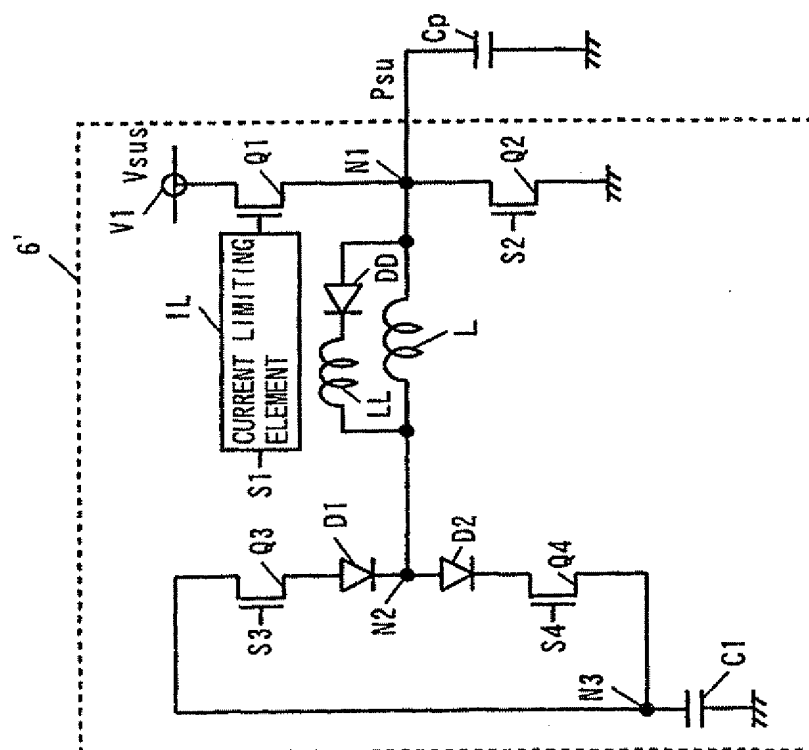 6'
V1
Vsus
IL
CURRENT LIMITING
ELEMENT
S1
Q1
S3
Q3
D1
DD
LL
L
N1
Psu
Cp
N2
D2
S2
Q2
S4
Q4
N3
C1